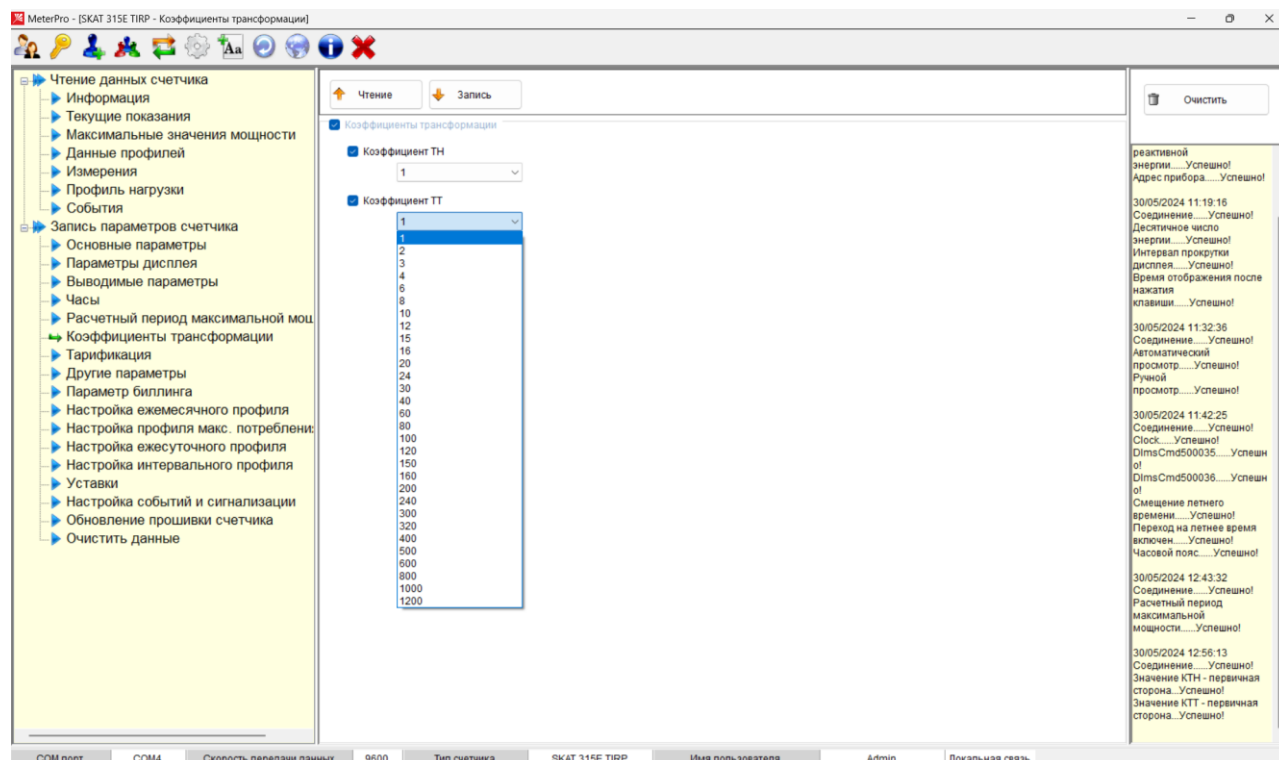 MeterPro - [SKAT 315E TIRP - Коэффициенты трансформации]
Чтение данных счетчика
Информация
Текущие показания
Максимальные значения мощности
Данные профилей
Измерения
Профиль нагрузки
События
Запись параметров счетчика
Основные параметры
Параметры дисплея
Выводимые параметры
Часы
Расчетный период максимальной мощ
Коэффициенты трансформации
Тарификация
Другие параметры
Параметр биллинга
Настройка ежемесячного профиля
Настройка профиля макс. потреблени
Настройка ежесуточного профиля
Настройка интервального профиля
Уставки
Настройка событий и сигнализации
Обновление прошивки счетчика
Очистить данные
Чтение
Запись
Коэффициенты трансформации
Коэффициент ТН
1
Коэффициент ТТ
1
1
2
3
4
6
8
10
12
15
16
20
24
30
40
60
80
100
120
150
160
200
240
300
320
400
500
600
800
1000
1200
Очистить
реактивной
энергии......Успешно!
Адрес прибора......Успешно!
30/05/2024 11:19:16
Соединение......Успешно!
Десятичное число
энергии......Успешно!
Интервал прокрутки
дисплея......Успешно!
Время отображения после
нажатия
клавиши......Успешно!
30/05/2024 11:32:36
Соединение......Успешно!
Автоматический
просмотр......Успешно!
Ручной
просмотр......Успешно!
30/05/2024 11:42:25
Соединение......Успешно!
Clock......Успешно!
DlmsCmd500035......Успешн
о!
DlmsCmd500036......Успешн
о!
Смещение летнего
времени......Успешно!
Переход на летнее время
включен......Успешно!
Часовой пояс......Успешно!
30/05/2024 12:43:32
Соединение......Успешно!
Расчетный период
максимальной
мощности......Успешно!
30/05/2024 12:56:13
Соединение......Успешно!
Значение КТН - первичная
сторона...Успешно!
Значение КТТ - первичная
сторона...Успешно!
COM порт COM4 Скорость передачи данных 9600 Тип счетчика SKAT 315E TIRP Имя пользователя Admin Локальная связь